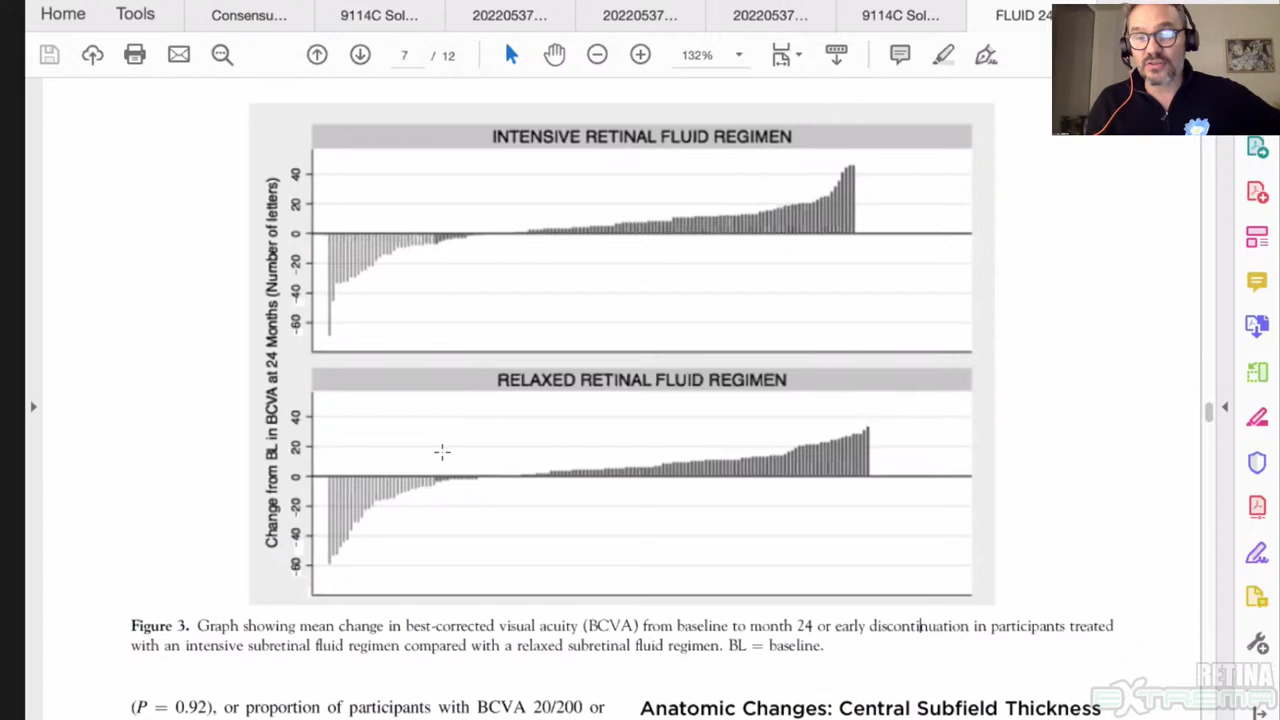 Home Tools Consensu... 9114C Sol... 20220537... 20220537... 20220537... 9114C Sol... FLUID 24
7 / 12 132%
INTENSIVE RETINAL FLUID REGIMEN
40
20
0
-20
-40
-60
RELAXED RETINAL FLUID REGIMEN
40
20
0
-20
-40
-60
Change from BL in BCVA at 24 Months (Number of letters)
Figure 3. Graph showing mean change in best-corrected visual acuity (BCVA) from baseline to month 24 or early discontinuation in participants treated
with an intensive subretinal fluid regimen compared with a relaxed subretinal fluid regimen. BL = baseline.
(P = 0.92), or proportion of participants with BCVA 20/200 or
Anatomic Changes: Central Subfield Thickness
RETINA
EXTREMA